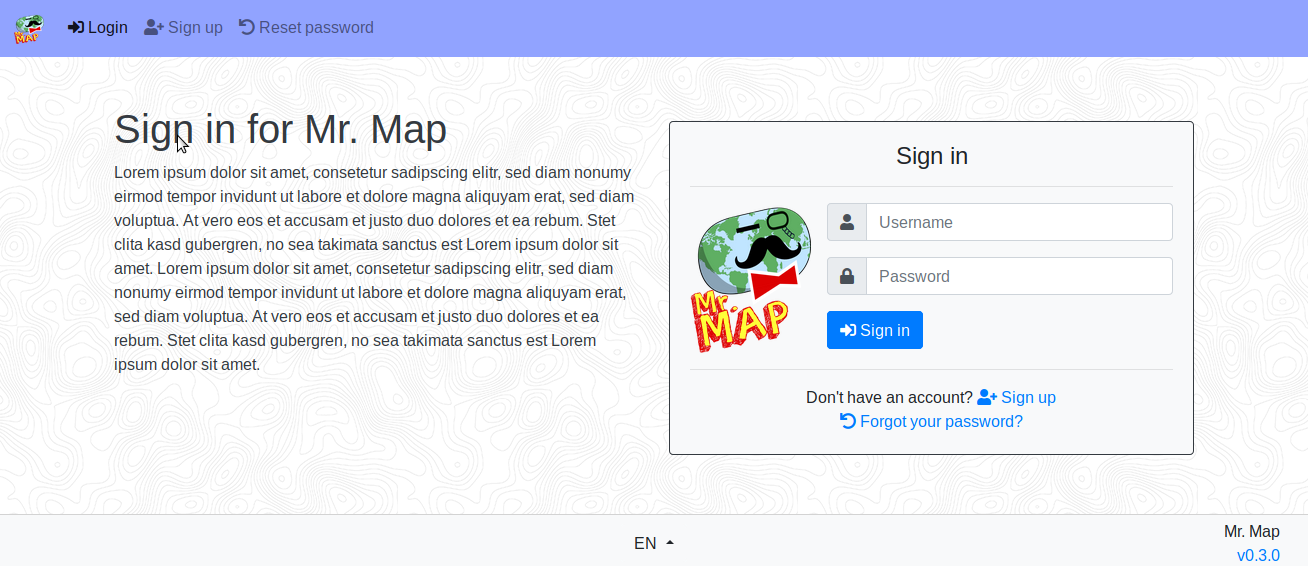 Mr. MAP
Login
Sign up
Reset password
Sign in for Mr. Map
Lorem ipsum dolor sit amet, consetetur sadipscing elitr, sed diam nonumy
eirmod tempor invidunt ut labore et dolore magna aliquyam erat, sed diam
voluptua. At vero eos et accusam et justo duo dolores et ea rebum. Stet
clita kasd gubergren, no sea takimata sanctus est Lorem ipsum dolor sit
amet. Lorem ipsum dolor sit amet, consetetur sadipscing elitr, sed diam
nonumy eirmod tempor invidunt ut labore et dolore magna aliquyam erat,
sed diam voluptua. At vero eos et accusam et justo duo dolores et ea
rebum. Stet clita kasd gubergren, no sea takimata sanctus est Lorem
ipsum dolor sit amet.
Sign in
Mr.
MAP
Username
Password
Sign in
Don't have an account? Sign up
Forgot your password?
EN
Mr. Map
v0.3.0